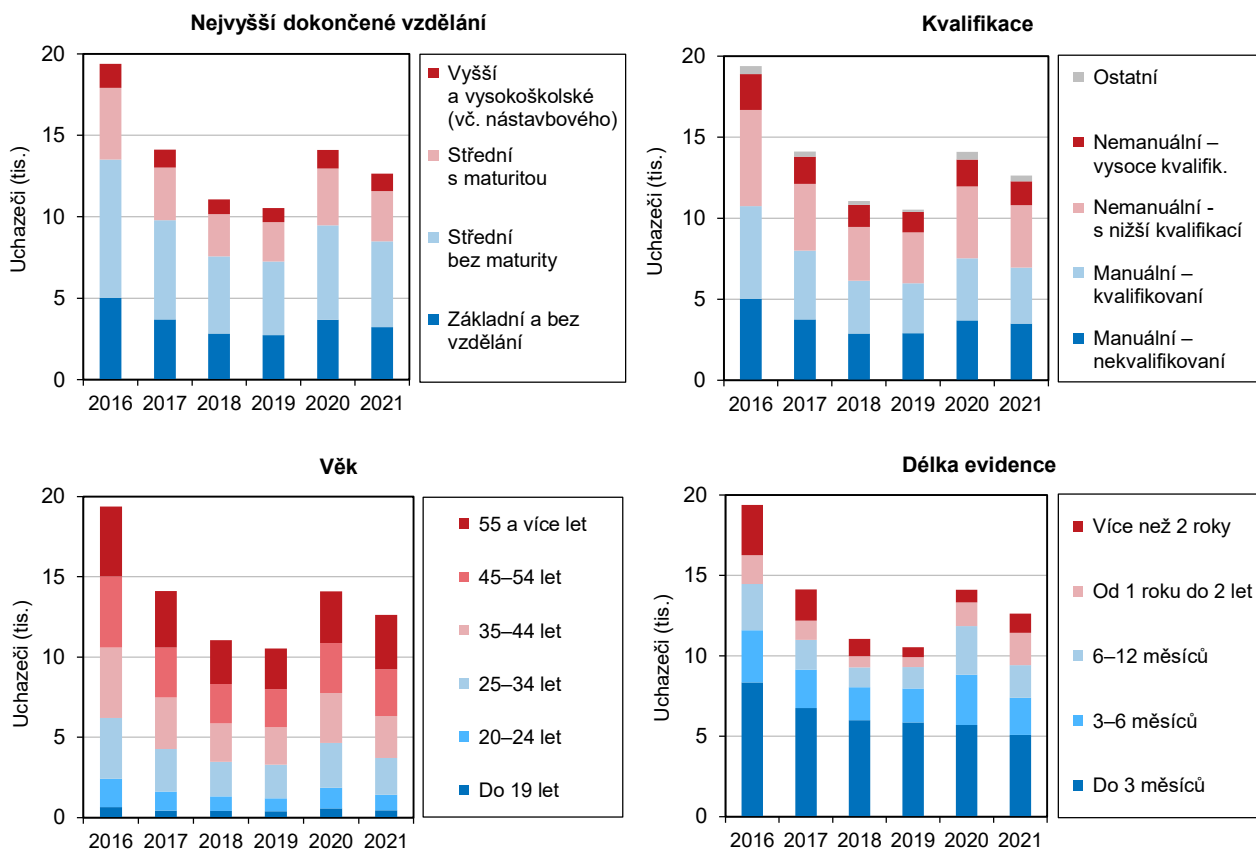 Nejvyšší dokončené vzdělání
Uchazeči (tis.)
20
15
10
5
0
2016 2017 2018 2019 2020 2021
Vyšší
a vysokoškolské
(vč. nástavbového)
Střední
s maturitou
Střední
bez maturity
Základní a bez
vzdělání
Kvalifikace
Uchazeči (tis.)
20
15
10
5
0
2016 2017 2018 2019 2020 2021
Ostatní
Nemanuální –
vysoce kvalifik.
Nemanuální -
s nižší kvalifikací
Manuální –
kvalifikovaní
Manuální –
nekvalifikovaní
Věk
Uchazeči (tis.)
20
15
10
5
0
2016 2017 2018 2019 2020 2021
55 a více let
45–54 let
35–44 let
25–34 let
20–24 let
Do 19 let
Délka evidence
Uchazeči (tis.)
20
15
10
5
0
2016 2017 2018 2019 2020 2021
Více než 2 roky
Od 1 roku do 2 let
6–12 měsíců
3–6 měsíců
Do 3 měsíců